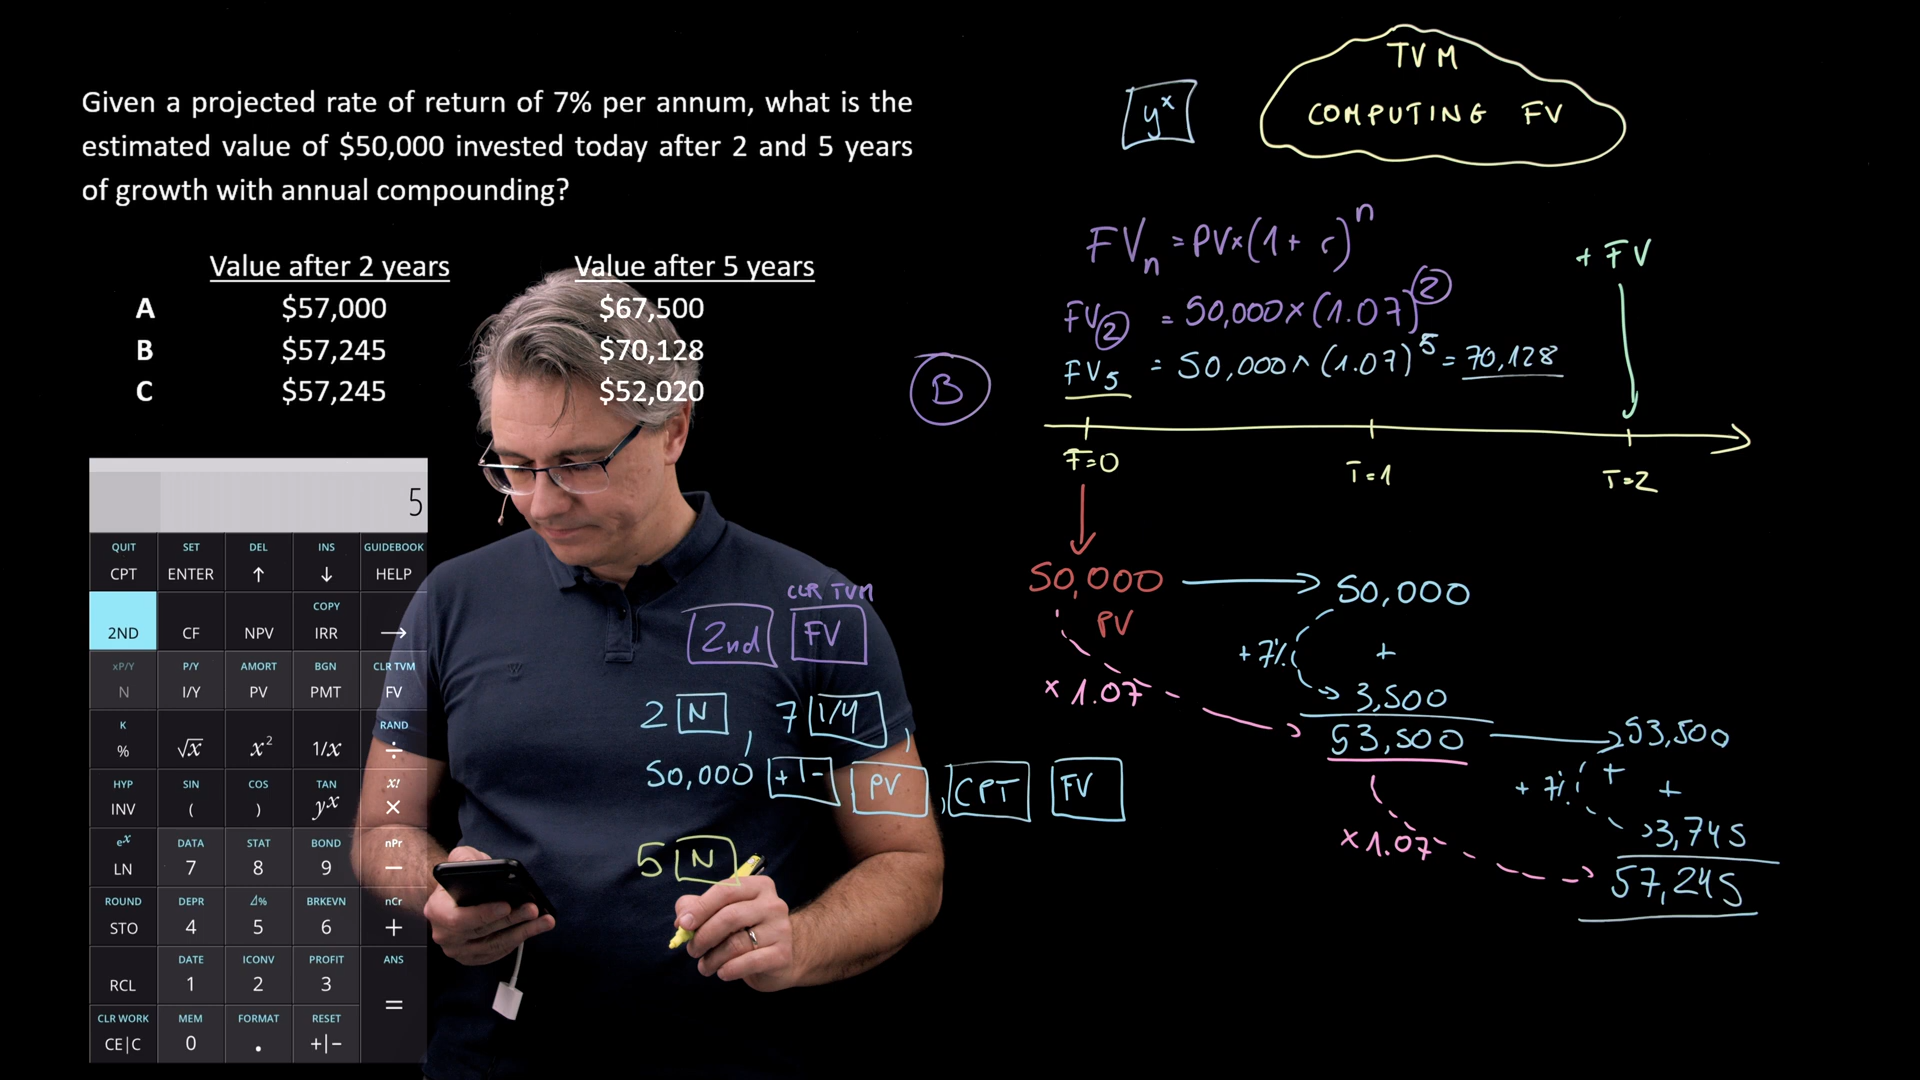 Given a projected rate of return of 7% per annum, what is the
estimated value of $50,000 invested today after 2 and 5 years
of growth with annual compounding?
Value after 2 years Value after 5 years
A $57,000 $67,500
B $57,245 $70,128
C $57,245 $52,020
5
QUIT SET DEL INS GUIDEBOOK
CPT ENTER ↑ ↓ HELP
COPY
2ND CF NPV IRR →
xP/Y P/Y AMORT BGN CLR TVM
N I/Y PV PMT FV
K RAND
% √x x² 1/x ÷
HYP SIN COS TAN x!
INV ( ) yˣ ×
eˣ DATA STAT BOND nPr
LN 7 8 9 −
ROUND DEPR ⊿% BRKEVN nCr
STO 4 5 6 +
DATE ICONV PROFIT ANS
RCL 1 2 3 =
CLR WORK MEM FORMAT RESET
CE|C 0 . +|−
CLR TVM
2nd FV
2 N , 7 I/Y ,
50,000 +|- PV , CPT FV
5 N
B
yˣ
TVM
COMPUTING FV
FVₙ = PV×(1+r)ⁿ
FV₂ = 50,000×(1.07)²
FV₅ = 50,000×(1.07)⁵ = 70,128
+ FV
T=0 T=1 T=2
50,000 → 50,000
PV
+7% +
×1.07 3,500
53,500 → 53,500
+
+7% +
×1.07 3,745
57,245